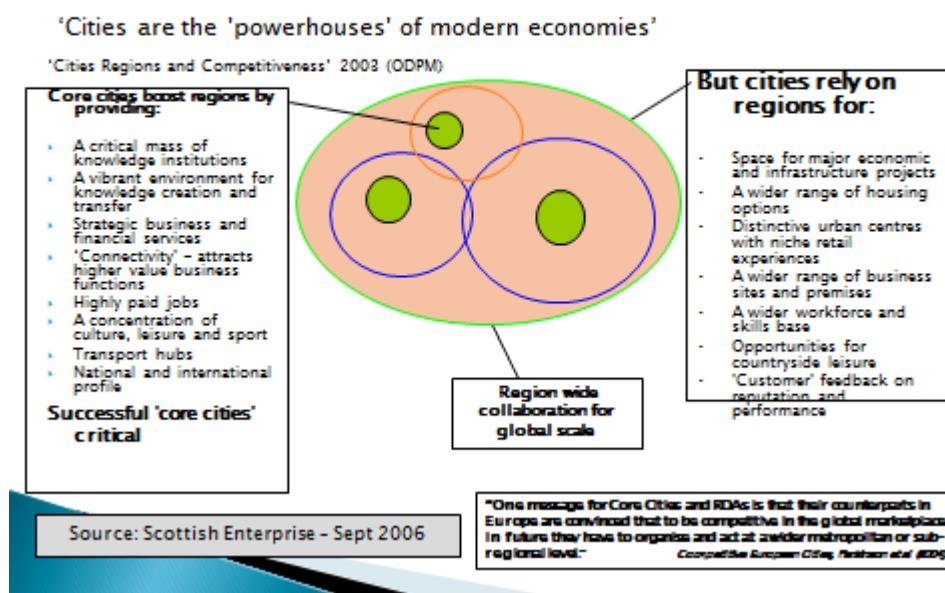 ‘Cities are the 'powerhouses' of modern economies’
'Cities Regions and Competitiveness' 2003 (ODPM)
Core cities boost regions by
providing:
A critical mass of
knowledge institutions
A vibrant environment for
knowledge creation and
transfer
Strategic business and
financial services
'Connectivity' – attracts
higher value business
functions
Highly paid jobs
A concentration of
culture, leisure and sport
Transport hubs
National and international
profile
Successful 'core cities'
critical
But cities rely on
regions for:
- Space for major economic
and infrastructure projects
- A wider range of housing
options
- Distinctive urban centres
with niche retail
experiences
- A wider range of business
sites and premises
- A wider workforce and
skills base
- Opportunities for
countryside leisure
- 'Customer' feedback on
reputation and
performance
Region wide
collaboration for
global scale
Source: Scottish Enterprise – Sept 2006
"One message for Core Cities and RDAs is that their counterparts in
Europe are convinced that to be competitive in the global marketplace
in future they have to organise and act at a wider metropolitan or sub-
regional level."
Competitive European Cities, Parkinson et al (2004)